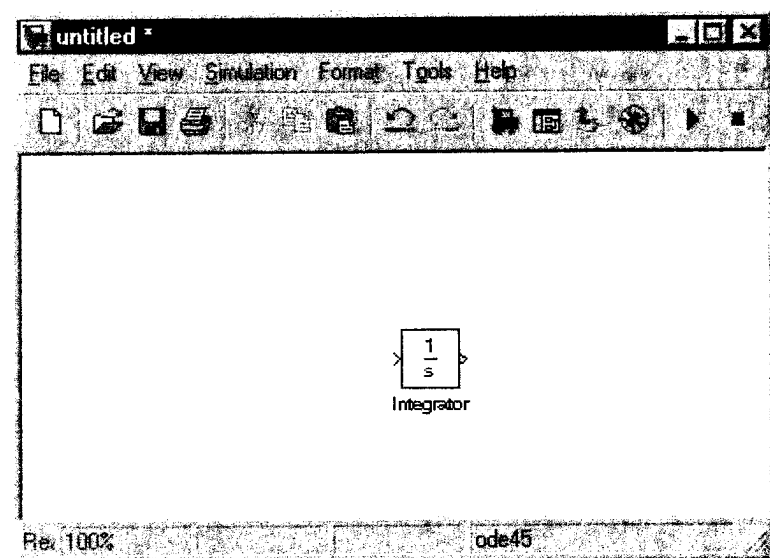 untitled *
File Edit View Simulation Format Tools Help
1
s
Integrator
100% ode45